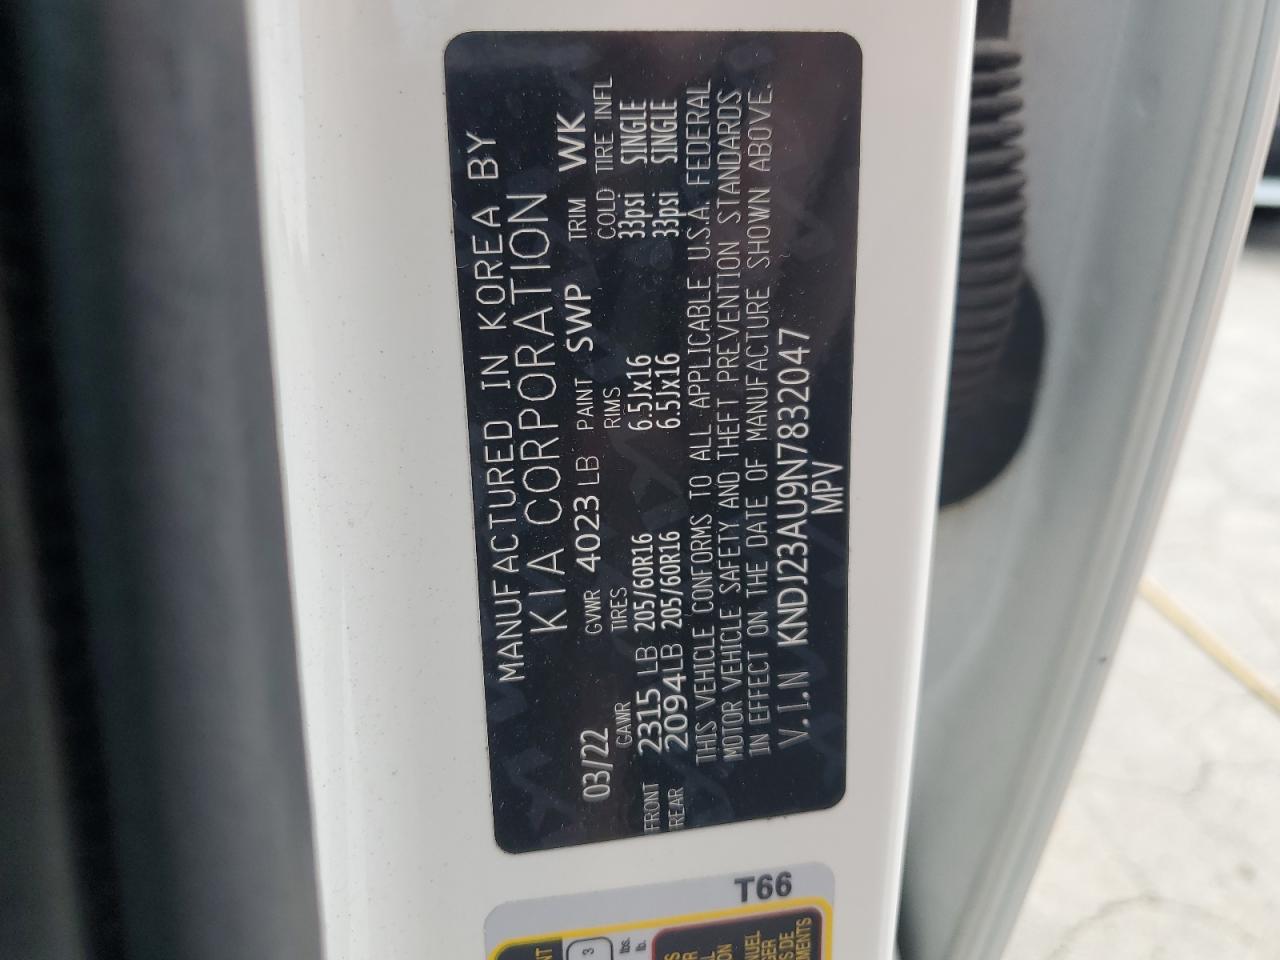 MANUFACTURED IN KOREA BY
KIA CORPORATION
03/22 GVWR 4023 LB PAINT SWP TRIM WK
GAWR TIRES RIMS COLD TIRE INFL
FRONT 2315 LB 205/60R16 6.5Jx16 33psi SINGLE
REAR 2094LB 205/60R16 6.5Jx16 33psi SINGLE
THIS VEHICLE CONFORMS TO ALL APPLICABLE U.S.A. FEDERAL
MOTOR VEHICLE SAFETY AND THEFT PREVENTION STANDARDS
IN EFFECT ON THE DATE OF MANUFACTURE SHOWN ABOVE.
V.I.N KNDJ23AU9N7832047
MPV
T66
3
lbs.
lb.